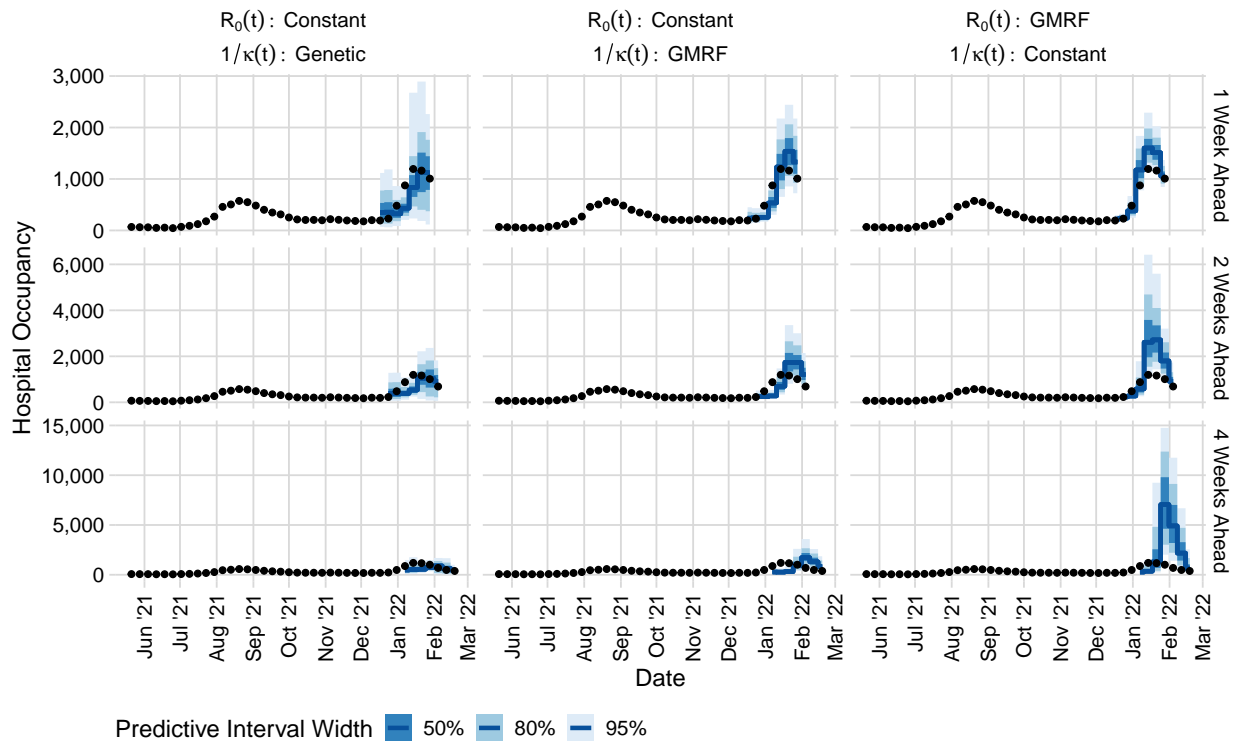 R₀(t) : Constant
1/κ(t) : Genetic
R₀(t) : Constant
1/κ(t) : GMRF
R₀(t) : GMRF
1/κ(t) : Constant
3,000
2,000
1,000
0
1 Week Ahead
6,000
4,000
2,000
0
2 Weeks Ahead
15,000
10,000
5,000
0
4 Weeks Ahead
Hospital Occupancy
Jun '21
Jul '21
Aug '21
Sep '21
Oct '21
Nov '21
Dec '21
Jan '22
Feb '22
Mar '22
Jun '21
Jul '21
Aug '21
Sep '21
Oct '21
Nov '21
Dec '21
Jan '22
Feb '22
Mar '22
Jun '21
Jul '21
Aug '21
Sep '21
Oct '21
Nov '21
Dec '21
Jan '22
Feb '22
Mar '22
Date
Predictive Interval Width 50% 80% 95%